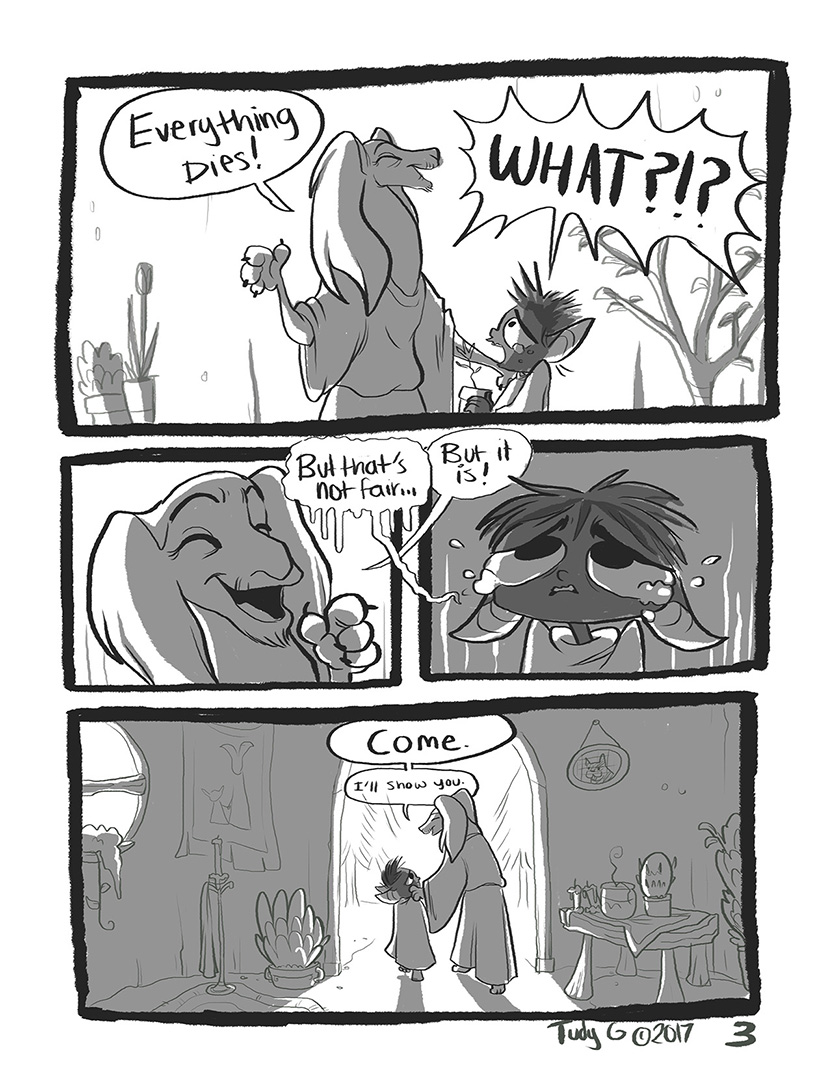 Everything
Dies!
WHAT?!?
But that's
not fair...
But it
is!
Come.
I'll show you.
Tudy G ©2017 3